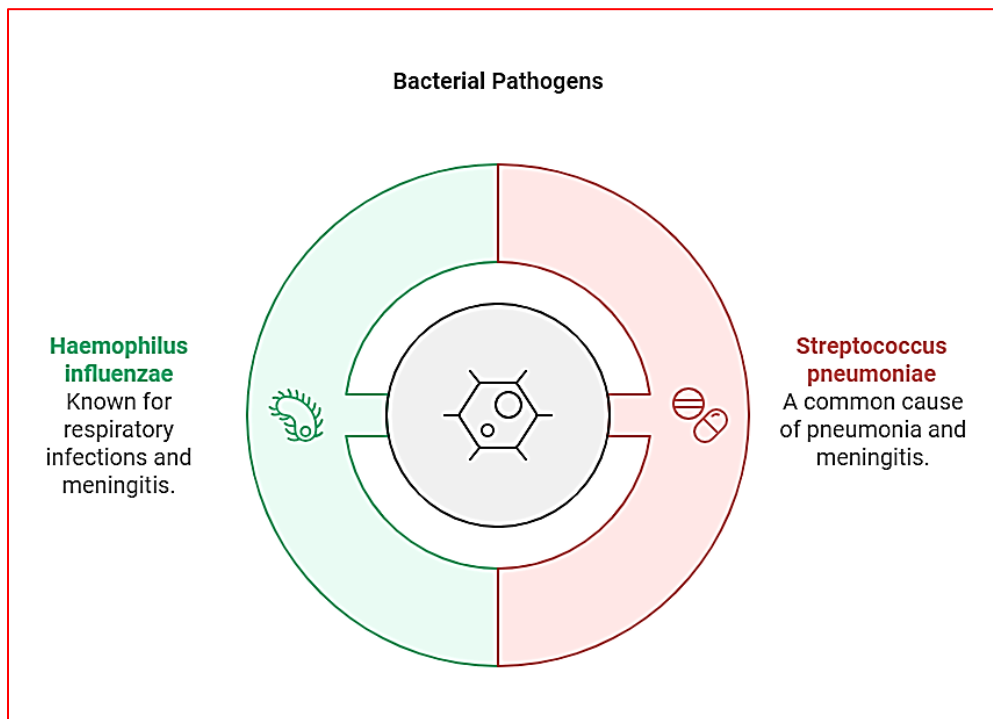 Bacterial Pathogens
Haemophilus
influenzae
Known for
respiratory
infections and
meningitis.
Streptococcus
pneumoniae
A common cause
of pneumonia and
meningitis.